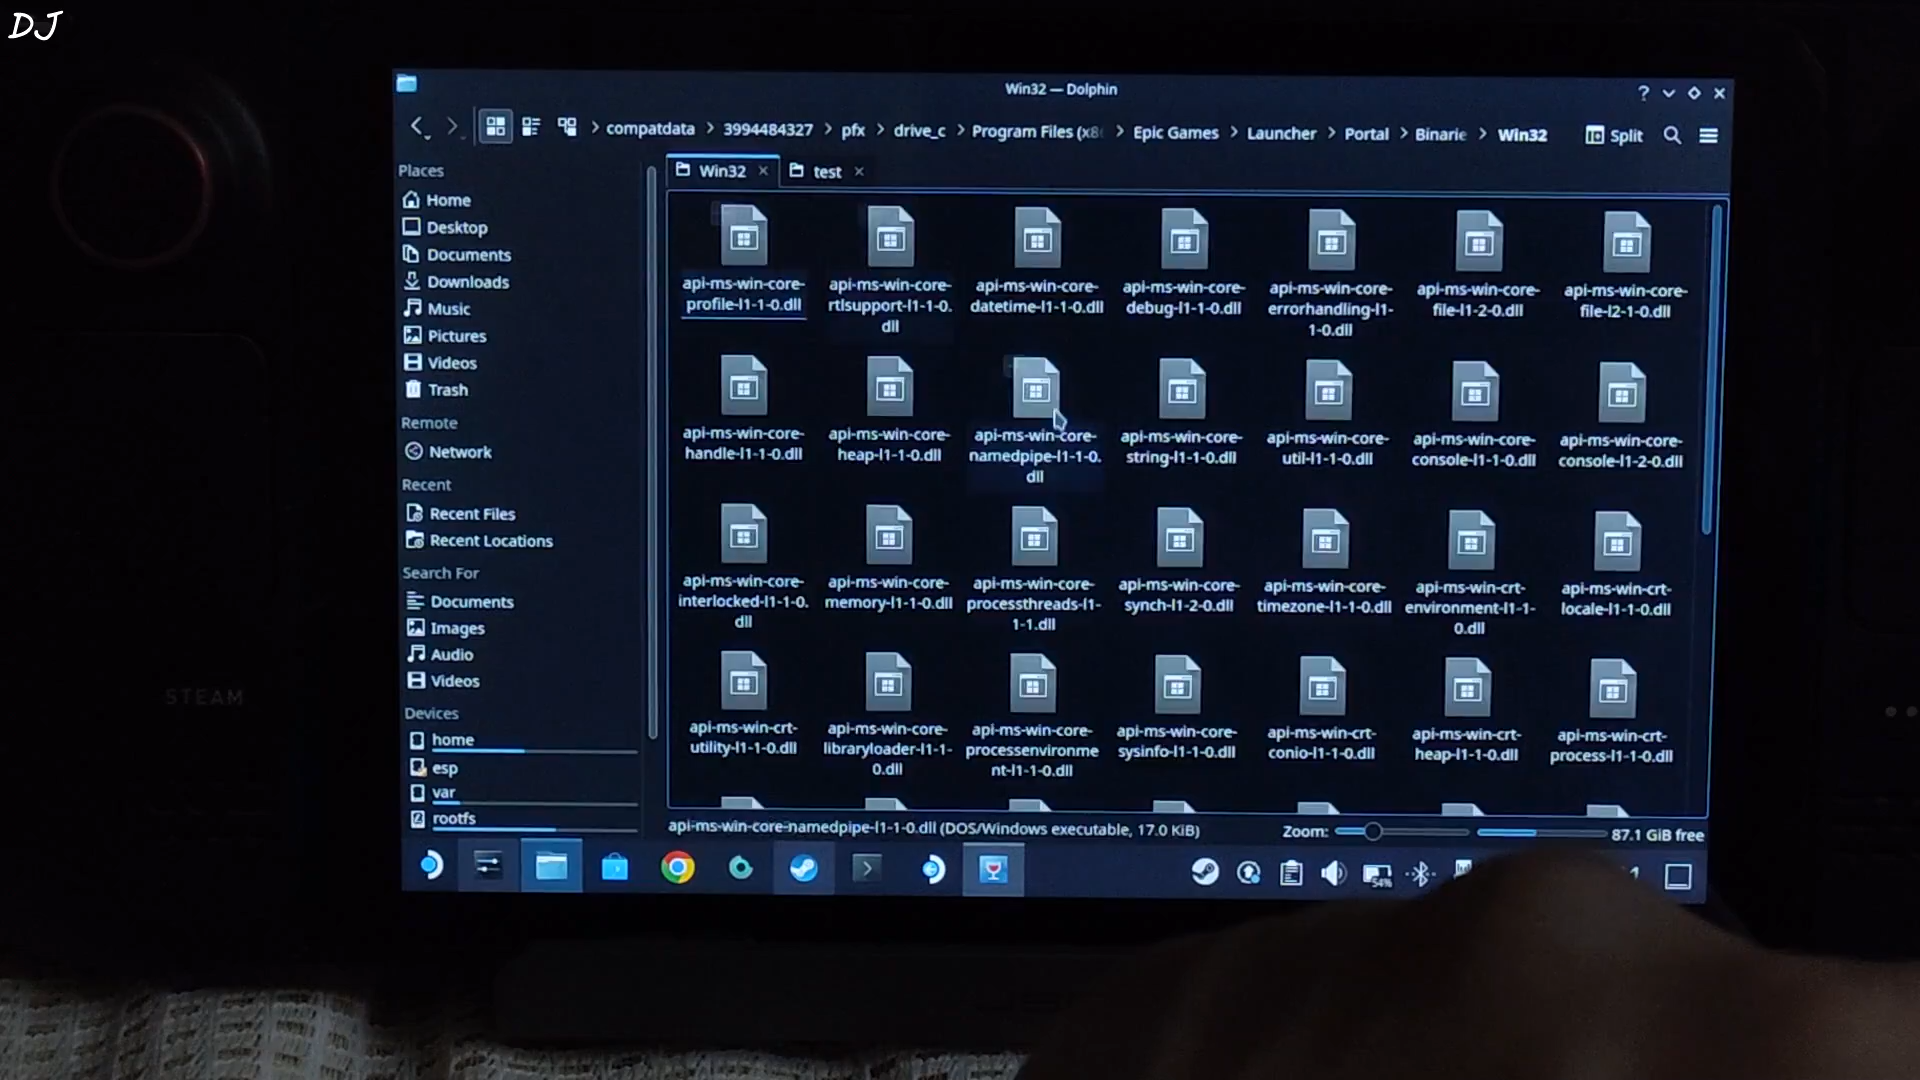 DJ
Win32 — Dolphin
compatdata
3994484327
pfx
drive_c
Program Files (x8
Epic Games
Launcher
Portal
Binarie
Win32
Split
Win32
test
Places
Home
Desktop
Documents
Downloads
Music
Pictures
Videos
Trash
Remote
Network
Recent
Recent Files
Recent Locations
Search For
Documents
Images
Audio
Videos
Devices
home
esp
var
rootfs
api-ms-win-core-
profile-l1-1-0.dll
api-ms-win-core-
rtlsupport-l1-1-0.
dll
api-ms-win-core-
datetime-l1-1-0.dll
api-ms-win-core-
debug-l1-1-0.dll
api-ms-win-core-
errorhandling-l1-
1-0.dll
api-ms-win-core-
file-l1-2-0.dll
api-ms-win-core-
file-l2-1-0.dll
api-ms-win-core-
handle-l1-1-0.dll
api-ms-win-core-
heap-l1-1-0.dll
api-ms-win-core-
namedpipe-l1-1-0.
dll
api-ms-win-core-
string-l1-1-0.dll
api-ms-win-core-
util-l1-1-0.dll
api-ms-win-core-
console-l1-1-0.dll
api-ms-win-core-
console-l1-2-0.dll
api-ms-win-core-
interlocked-l1-1-0.
dll
api-ms-win-core-
memory-l1-1-0.dll
api-ms-win-core-
processthreads-l1-
1-1.dll
api-ms-win-core-
synch-l1-2-0.dll
api-ms-win-core-
timezone-l1-1-0.dll
api-ms-win-crt-
environment-l1-1-
0.dll
api-ms-win-crt-
locale-l1-1-0.dll
api-ms-win-crt-
utility-l1-1-0.dll
api-ms-win-core-
libraryloader-l1-1-
0.dll
api-ms-win-core-
processenvironme
nt-l1-1-0.dll
api-ms-win-core-
sysinfo-l1-1-0.dll
api-ms-win-crt-
conio-l1-1-0.dll
api-ms-win-crt-
heap-l1-1-0.dll
api-ms-win-crt-
process-l1-1-0.dll
api-ms-win-core-namedpipe-l1-1-0.dll (DOS/Windows executable, 17.0 KiB)
Zoom:
87.1 GiB free
54%
STEAM